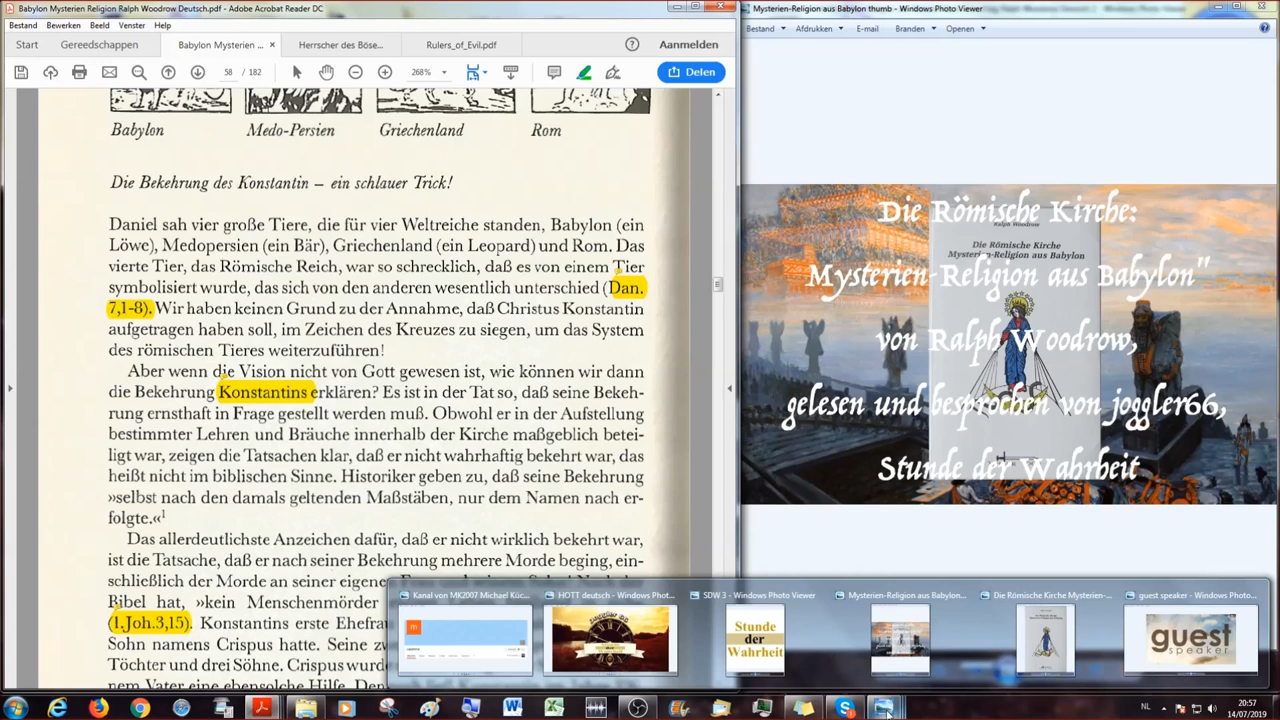 Babylon Mysterien Religion Ralph Woodrow Deutsch.pdf - Adobe Acrobat Reader DC
Bestand Bewerken Beeld Venster Help
Start Gereedschappen Babylon Mysterien ... × Herrscher des Böse... Rulers_of_Evil.pdf Aanmelden
58 / 182 268% Delen
Babylon Medo-Persien Griechenland Rom
Die Bekehrung des Konstantin – ein schlauer Trick!
Daniel sah vier große Tiere, die für vier Weltreiche standen, Babylon (ein
Löwe), Medopersien (ein Bär), Griechenland (ein Leopard) und Rom. Das
vierte Tier, das Römische Reich, war so schrecklich, daß es von einem Tier
symbolisiert wurde, das sich von den anderen wesentlich unterschied (Dan.
7,1-8). Wir haben keinen Grund zu der Annahme, daß Christus Konstantin
aufgetragen haben soll, im Zeichen des Kreuzes zu siegen, um das System
des römischen Tieres weiterzuführen!
Aber wenn die Vision nicht von Gott gewesen ist, wie können wir dann
die Bekehrung Konstantins erklären? Es ist in der Tat so, daß seine Bekeh-
rung ernsthaft in Frage gestellt werden muß. Obwohl er in der Aufstellung
bestimmter Lehren und Bräuche innerhalb der Kirche maßgeblich betei-
ligt war, zeigen die Tatsachen klar, daß er nicht wahrhaftig bekehrt war, das
heißt nicht im biblischen Sinne. Historiker geben zu, daß seine Bekehrung
»selbst nach den damals geltenden Maßstäben, nur dem Namen nach er-
folgte.«¹
Das allerdeutlichste Anzeichen dafür, daß er nicht wirklich bekehrt war,
ist die Tatsache, daß er nach seiner Bekehrung mehrere Morde beging, ein-
schließlich der Morde an seiner eigenen
Bibel hat, »kein Menschenmörder
(1.Joh.3,15). Konstantins erste Ehefrau
Sohn namens Crispus hatte. Seine
Töchter und drei Söhne. Crispus wurde
nem Vater eine ebensolche Hilfe.
Mysterien-Religion aus Babylon thumb - Windows Photo Viewer
Bestand Afdrukken E-mail Branden Openen
Die Römische Kirche:
Mysterien-Religion aus Babylon"
von Ralph Woodrow,
gelesen und besprochen von joggler66,
Stunde der Wahrheit
Ralph Woodrow
Die Römische Kirche
Mysterien-Religion aus Babylon
Kanal von MK2007 Michael Küc... HOTT deutsch - Windows Phot... SDW 3 - Windows Photo Viewer Mysterien-Religion aus Babylon... Die Römische Kirche Mysterien-... guest speaker - Windows Photo...
Stunde
der
Wahrheit
guest
speaker
NL 20:57
14/07/2019